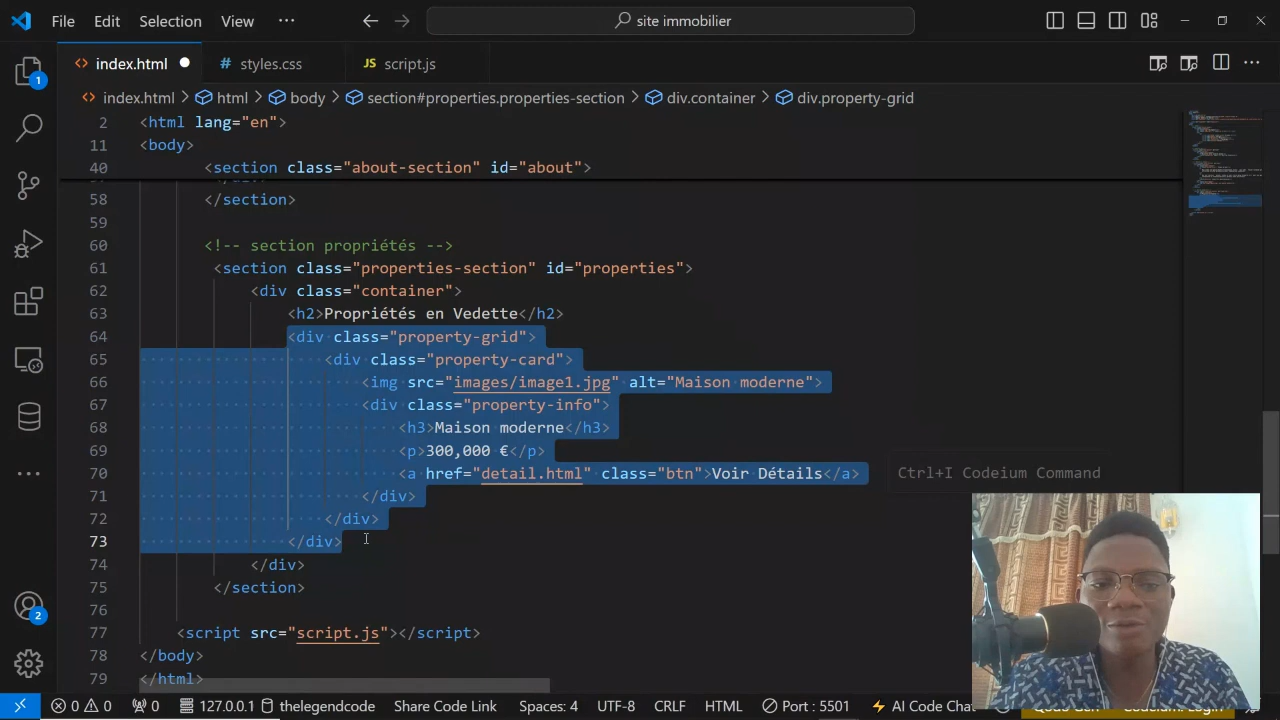 File Edit Selection View ··· site immobilier
index.html styles.css JS script.js
index.html > html > body > section#properties.properties-section > div.container > div.property-grid
2 <html lang="en">
11 <body>
40 <section class="about-section" id="about">
58 </section>
59
60 <!-- section propriétés -->
61 <section class="properties-section" id="properties">
62 <div class="container">
63 <h2>Propriétés en Vedette</h2>
64 <div class="property-grid">
65 <div class="property-card">
66 <img src="images/image1.jpg" alt="Maison moderne">
67 <div class="property-info">
68 <h3>Maison moderne</h3>
69 <p>300,000 €</p>
70 <a href="detail.html" class="btn">Voir Détails</a> Ctrl+I Codeium Command
71 </div>
72 </div>
73 </div>
74 </div>
75 </section>
76
77 <script src="script.js"></script>
78 </body>
79 </html>
1
2
0 0 0 127.0.0.1 thelegendcode Share Code Link Spaces: 4 UTF-8 CRLF HTML Port : 5501 AI Code Chat